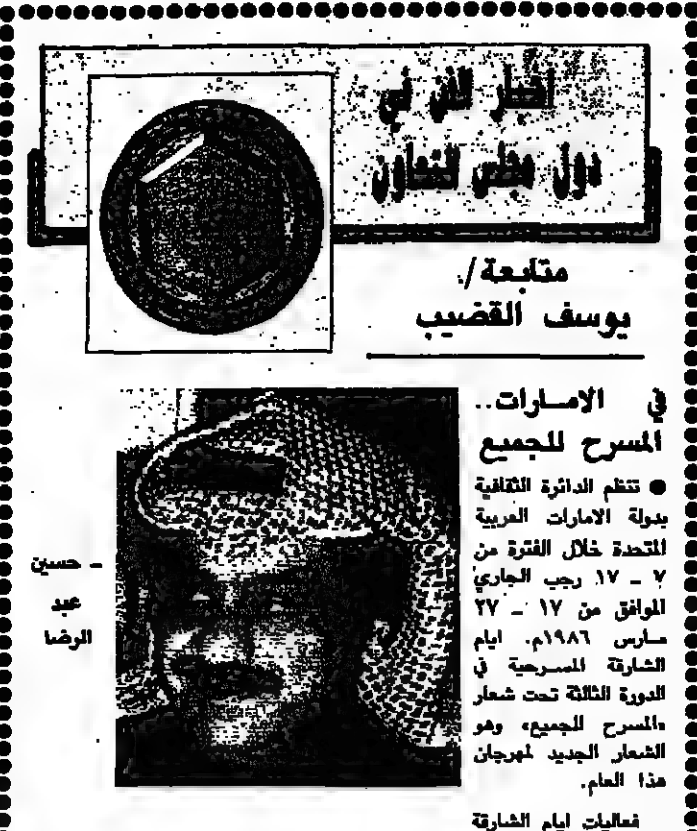 اخبار الفن في
دول مجلس التعاون
متابعة/
يوسف القضيب
في الامارات..
المسرح للجميع
● تنظم الدائرة الثقافية
بدولة الامارات العربية
المتحدة خلال الفترة من
٧ - ١٧ رجب الجاري
الموافق من ١٧ - ٢٧
مارس ١٩٨٦م. ايام
الشارقة المسرحية في
الدورة الثالثة تحت شعار
«المسرح للجميع» وهو
الشعار الجديد لمهرجان
هذا العام.
فعاليات ايام الشارقة
- حسين
عبد
الرضا